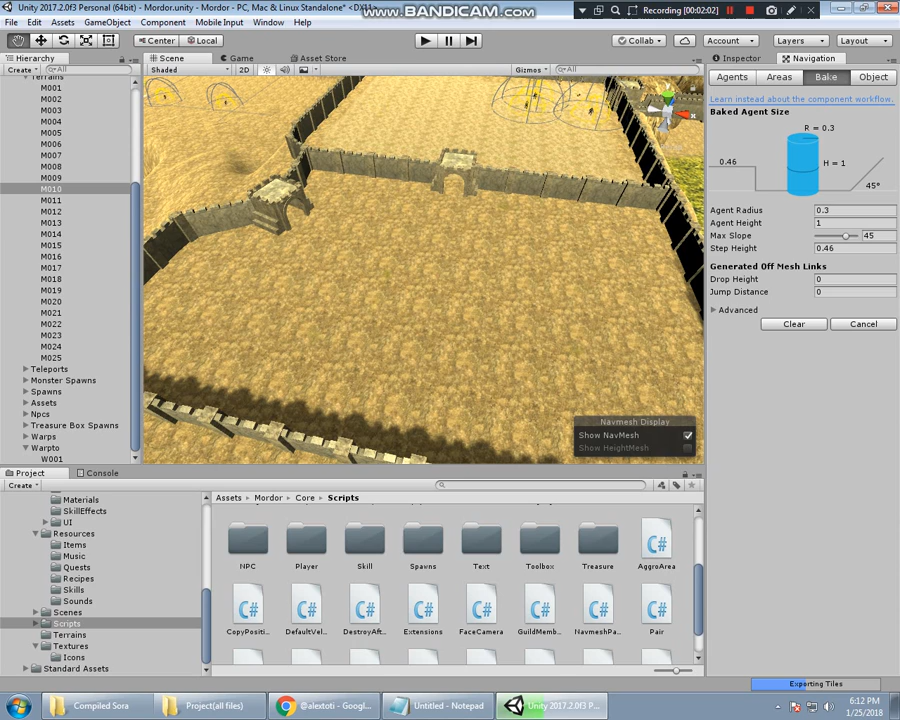 Unity 2017.2.0f3 Personal (64bit) - Mordor.unity - Mordor - PC, Mac & Linux Standalone* <DX11>
www.BANDICAM.com
Recording [00:02:02]
File Edit Assets GameObject Component Mordor Tools Window Help
Center Local
Collab Account Layers Layout
Hierarchy
Create All
Terrains
M001
M002
M003
M004
M005
M006
M007
M008
M009
M010
M011
M012
M013
M014
M015
M016
M017
M018
M019
M020
M021
M022
M023
M024
M025
Teleports
Monster Spawns
Spawns
Assets
Npcs
Treasure Box Spawns
Warps
Warpto
W001
Scene Game Asset Store
Shaded 2D Gizmos All
Navmesh Display
Show NavMesh
Show HeightMesh
Inspector Navigation
Agents Areas Bake Object
Learn instead about the component workflow.
Baked Agent Size
R = 0.3
0.46
H = 1
45°
Agent Radius 0.3
Agent Height 1
Max Slope 45
Step Height 0.46
Generated Off Mesh Links
Drop Height 0
Jump Distance 0
Advanced
Clear Cancel
Project Console
Create
Materials
SkillEffects
UI
Resources
Items
Music
Quests
Recipes
Skills
Sounds
Scenes
Scripts
Terrains
Textures
Icons
Standard Assets
Assets Mordor Core Scripts
NPC Player Skill Spawns Text Toolbox Treasure AggroArea
CopyPositi... DefaultVel... DestroyAft... Extensions FaceCamera GuildMemb... NavmeshPa... Pair
Exporting Tiles
Compiled Sora
Project(all files)
@alextoti - Googl...
Untitled - Notepad
Unity 2017.2.0f3 P...
6:12 PM
1/25/2018